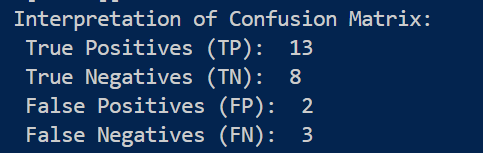 Interpretation of Confusion Matrix:
True Positives (TP): 13
True Negatives (TN): 8
False Positives (FP): 2
False Negatives (FN): 3